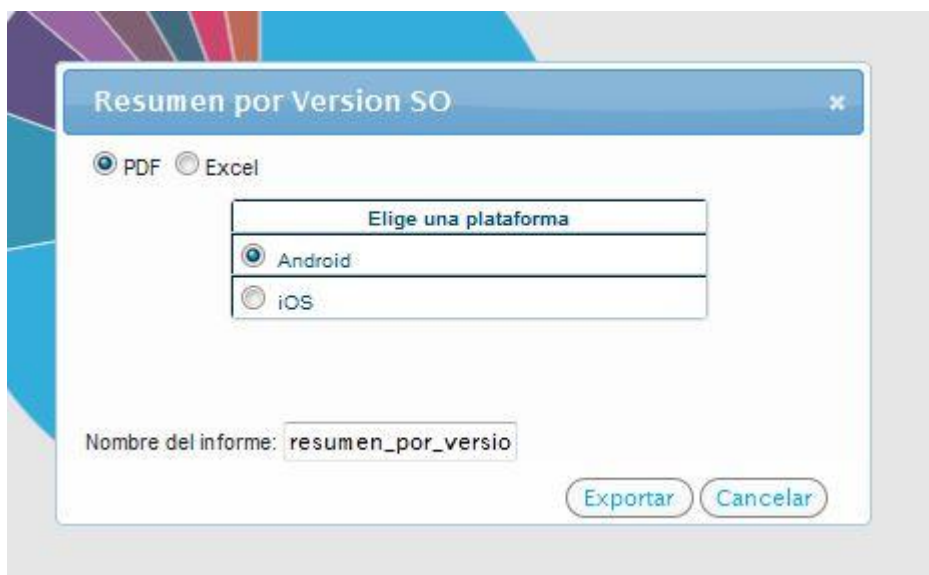 Resumen por Version SO
PDF Excel
Elige una plataforma
Android
iOS
Nombre del informe: resumen_por_versio
Exportar Cancelar